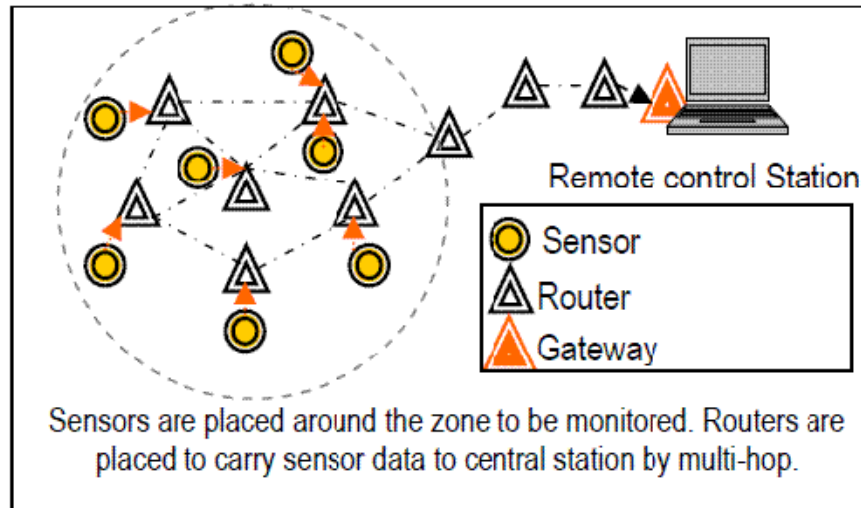 Remote control Station
Sensor
Router
Gateway
Sensors are placed around the zone to be monitored. Routers are
placed to carry sensor data to central station by multi-hop.